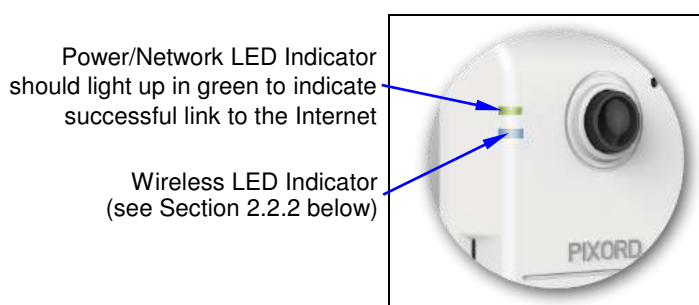 Power/Network LED Indicator
should light up in green to indicate
successful link to the Internet
Wireless LED Indicator
(see Section 2.2.2 below)
PIXORD